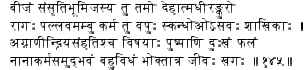 बीजं संसृतिभूमिजस्य तु तमो देहात्मधीरङ्कुरो
रागः पल्लवमम्बु कर्म तु वपुः स्कन्धोऽसवः शाखिकाः ।
अग्राणीन्द्रियसंहतिश्च विषयाः पुष्पाणि दुःखं फलं
नानाकर्मसमुद्भवं बहुविधं भोक्तात्र जीवः खगः ॥ १४५॥